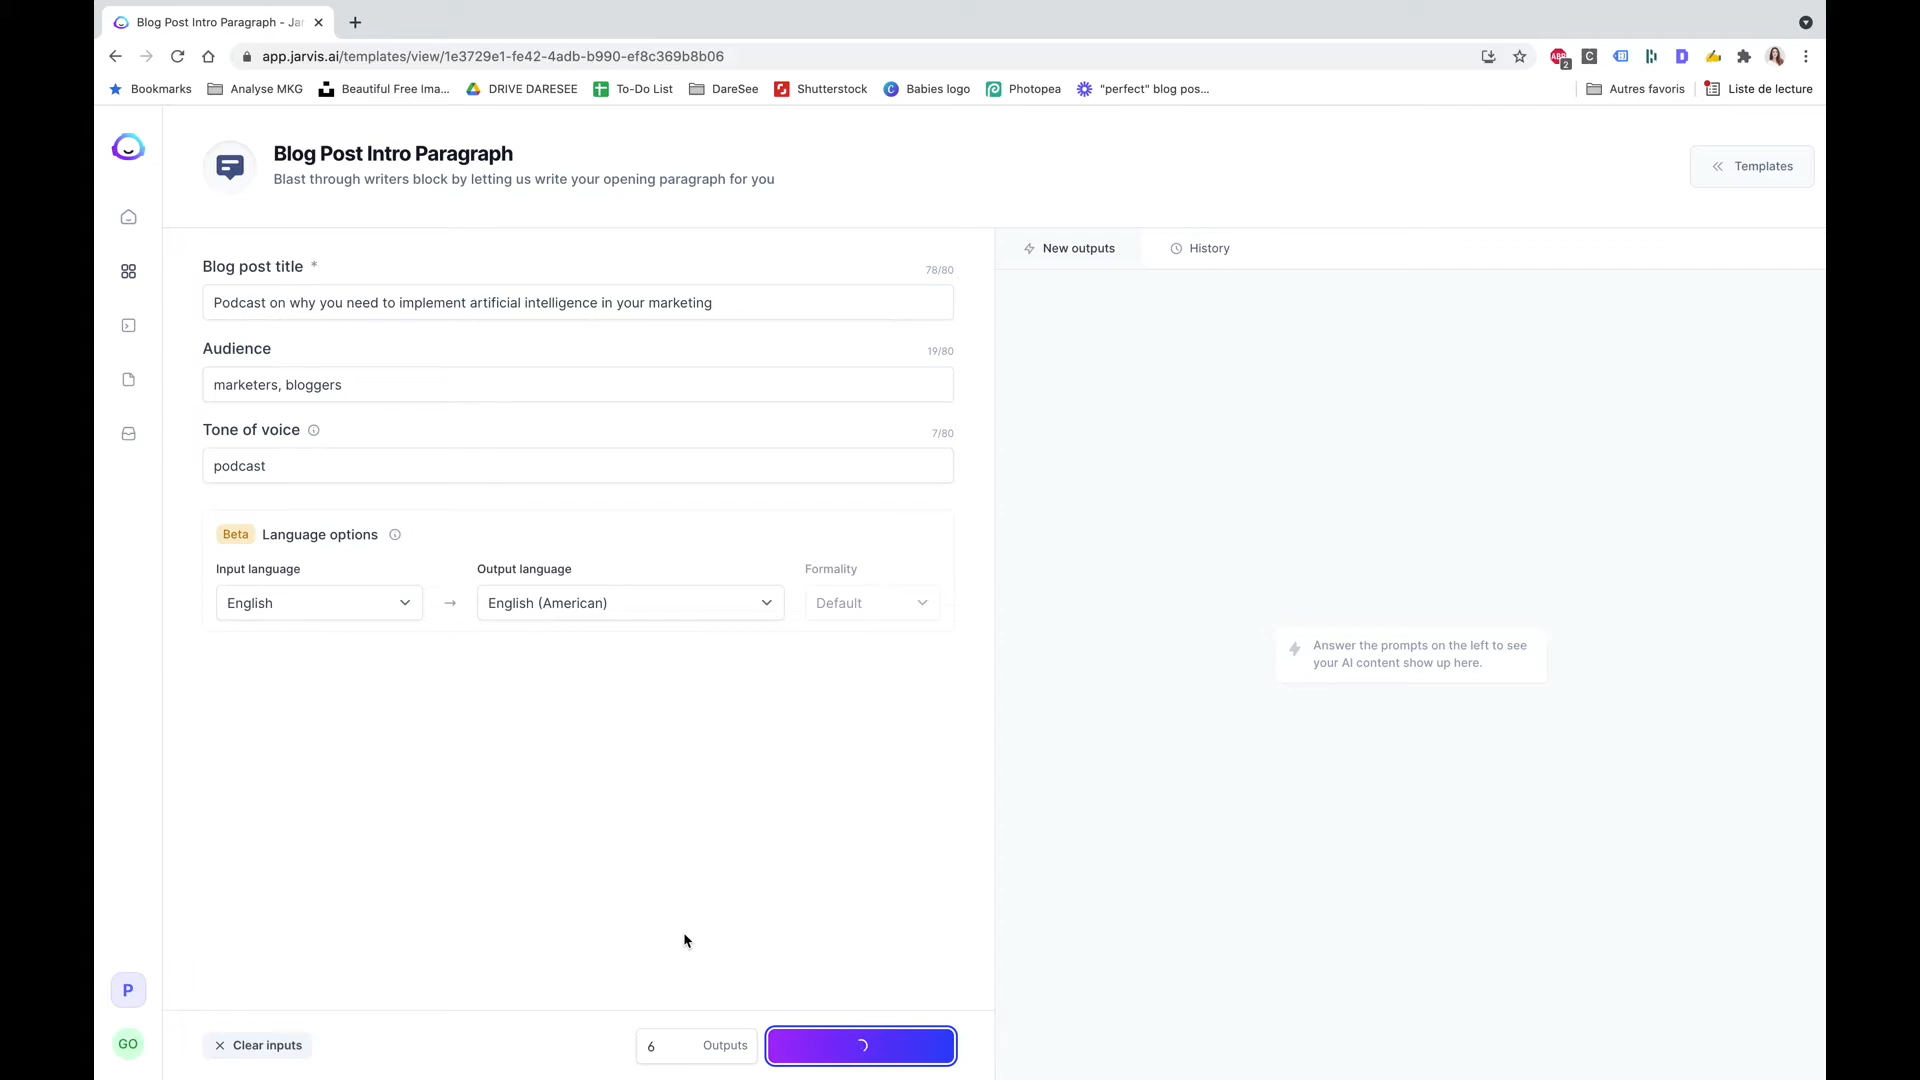 Blog Post Intro Paragraph - Jar
app.jarvis.ai/templates/view/1e3729e1-fe42-4adb-b990-ef8c369b8b06
ABP
2
C
D
Bookmarks
Analyse MKG
Beautiful Free Ima...
DRIVE DARESEE
To-Do List
DareSee
Shutterstock
Babies logo
Photopea
"perfect" blog pos...
Autres favoris
Liste de lecture
Blog Post Intro Paragraph
Blast through writers block by letting us write your opening paragraph for you
Templates
New outputs
History
Blog post title *
78/80
Podcast on why you need to implement artificial intelligence in your marketing
Audience
19/80
marketers, bloggers
Tone of voice
7/80
podcast
Beta Language options
Input language
Output language
Formality
English
English (American)
Default
Answer the prompts on the left to see
your AI content show up here.
P
GO
Clear inputs
6 Outputs